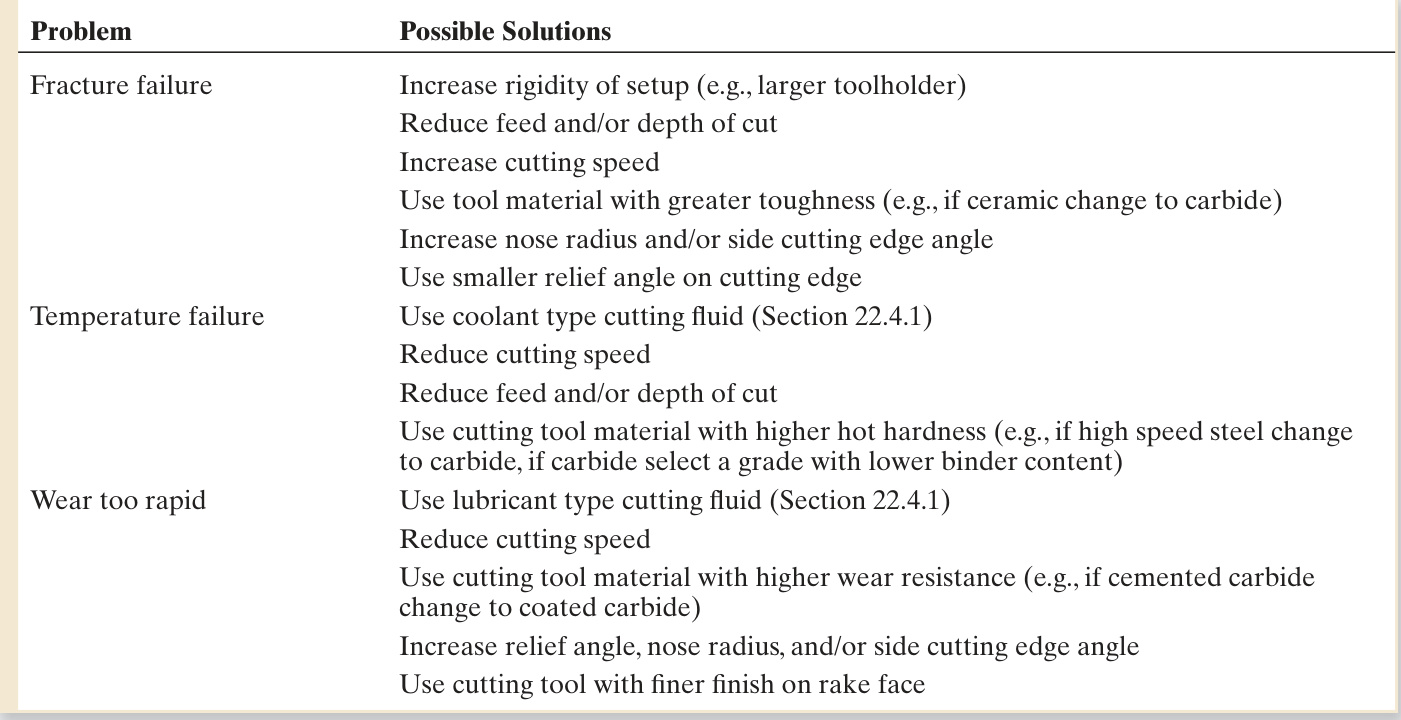 Problem Possible Solutions
Fracture failure Increase rigidity of setup (e.g., larger toolholder)
Reduce feed and/or depth of cut
Increase cutting speed
Use tool material with greater toughness (e.g., if ceramic change to carbide)
Increase nose radius and/or side cutting edge angle
Use smaller relief angle on cutting edge
Temperature failure Use coolant type cutting fluid (Section 22.4.1)
Reduce cutting speed
Reduce feed and/or depth of cut
Use cutting tool material with higher hot hardness (e.g., if high speed steel change
to carbide, if carbide select a grade with lower binder content)
Wear too rapid Use lubricant type cutting fluid (Section 22.4.1)
Reduce cutting speed
Use cutting tool material with higher wear resistance (e.g., if cemented carbide
change to coated carbide)
Increase relief angle, nose radius, and/or side cutting edge angle
Use cutting tool with finer finish on rake face